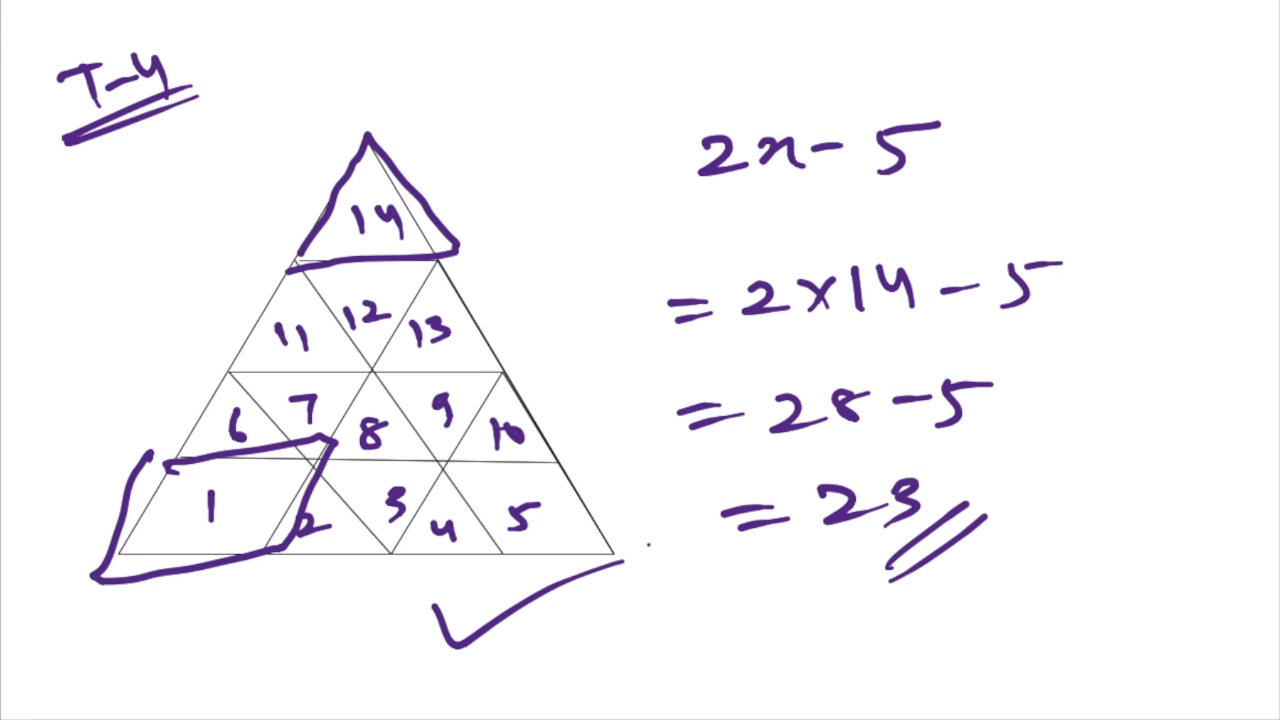 T-4
2n - 5
14
= 2x14 - 5
11 12 13
= 28 - 5
6 7 8 9 10
= 23
1 2 3 4 5